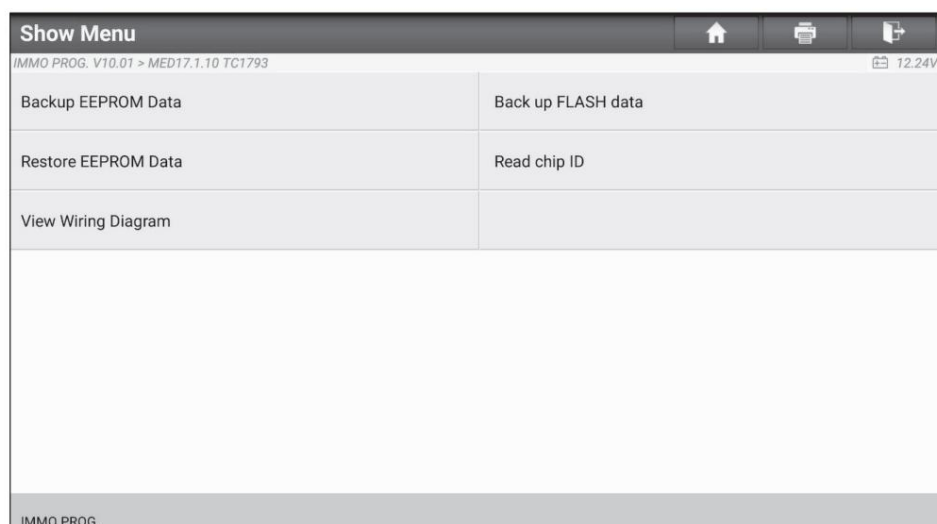 Show Menu
IMMO PROG. V10.01 > MED17.1.10 TC1793
12.24V
Backup EEPROM Data
Back up FLASH data
Restore EEPROM Data
Read chip ID
View Wiring Diagram
IMMO PROG